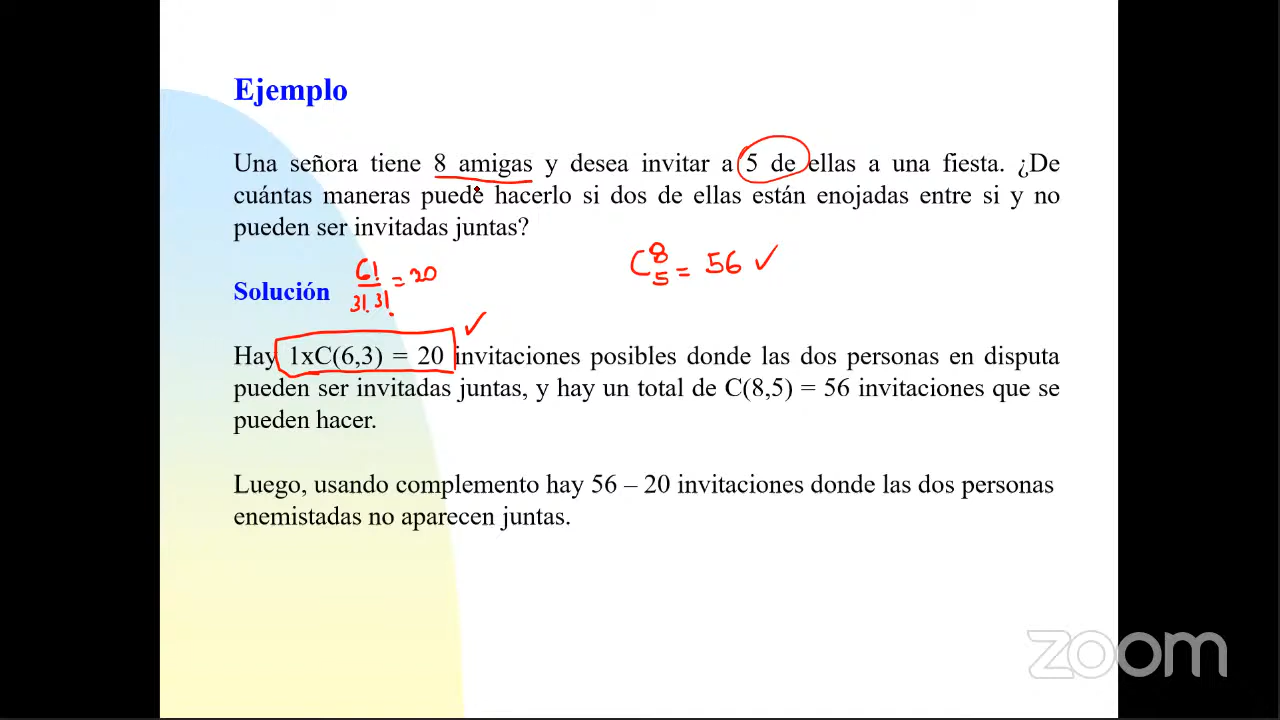 Ejemplo
Una señora tiene 8 amigas y desea invitar a 5 de ellas a una fiesta. ¿De
cuántas maneras puede hacerlo si dos de ellas están enojadas entre si y no
pueden ser invitadas juntas?
C 8 5 = 56 ✓
6! / 3! 3! = 20
Solución
Hay 1xC(6,3) = 20 invitaciones posibles donde las dos personas en disputa
pueden ser invitadas juntas, y hay un total de C(8,5) = 56 invitaciones que se
pueden hacer.
Luego, usando complemento hay 56 – 20 invitaciones donde las dos personas
enemistadas no aparecen juntas.
zoom